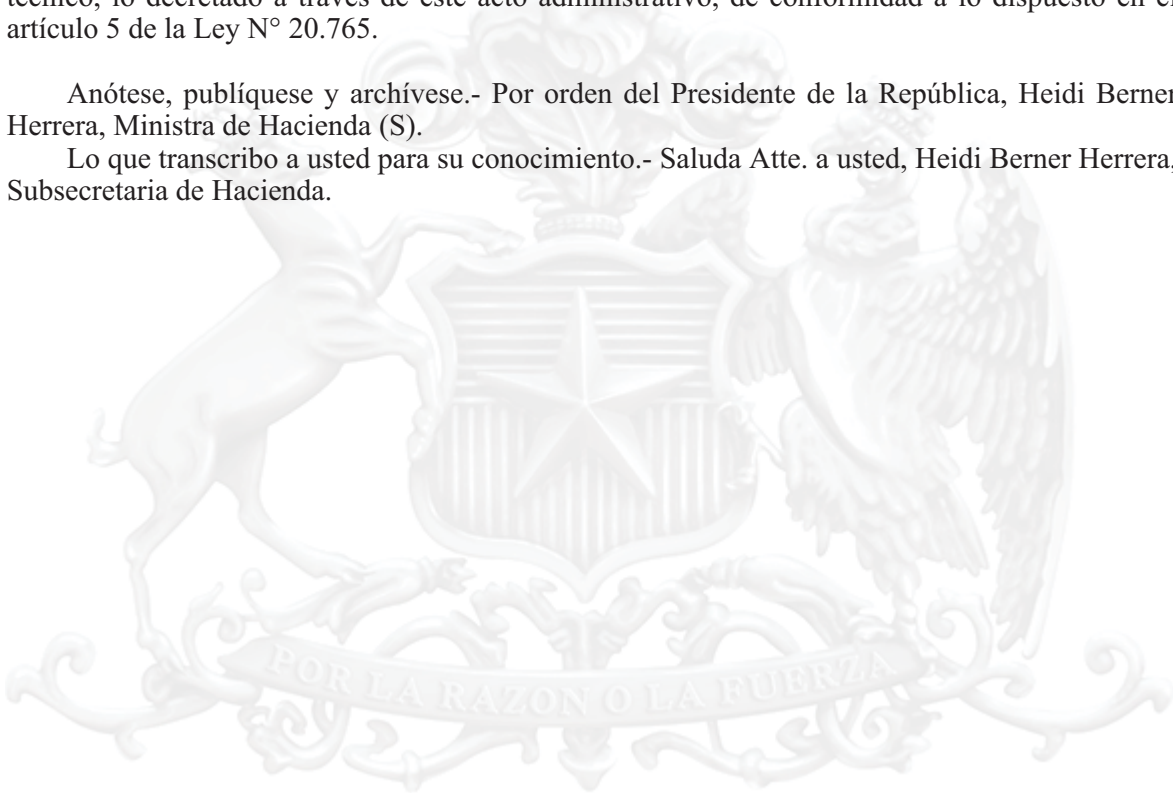 técnico, lo decretado a través de este acto administrativo, de conformidad a lo dispuesto en el
artículo 5 de la Ley N° 20.765.
Anótese, publíquese y archívese.- Por orden del Presidente de la República, Heidi Berner
Herrera, Ministra de Hacienda (S).
Lo que transcribo a usted para su conocimiento.- Saluda Atte. a usted, Heidi Berner Herrera,
Subsecretaria de Hacienda.
POR LA RAZON O LA FUERZA